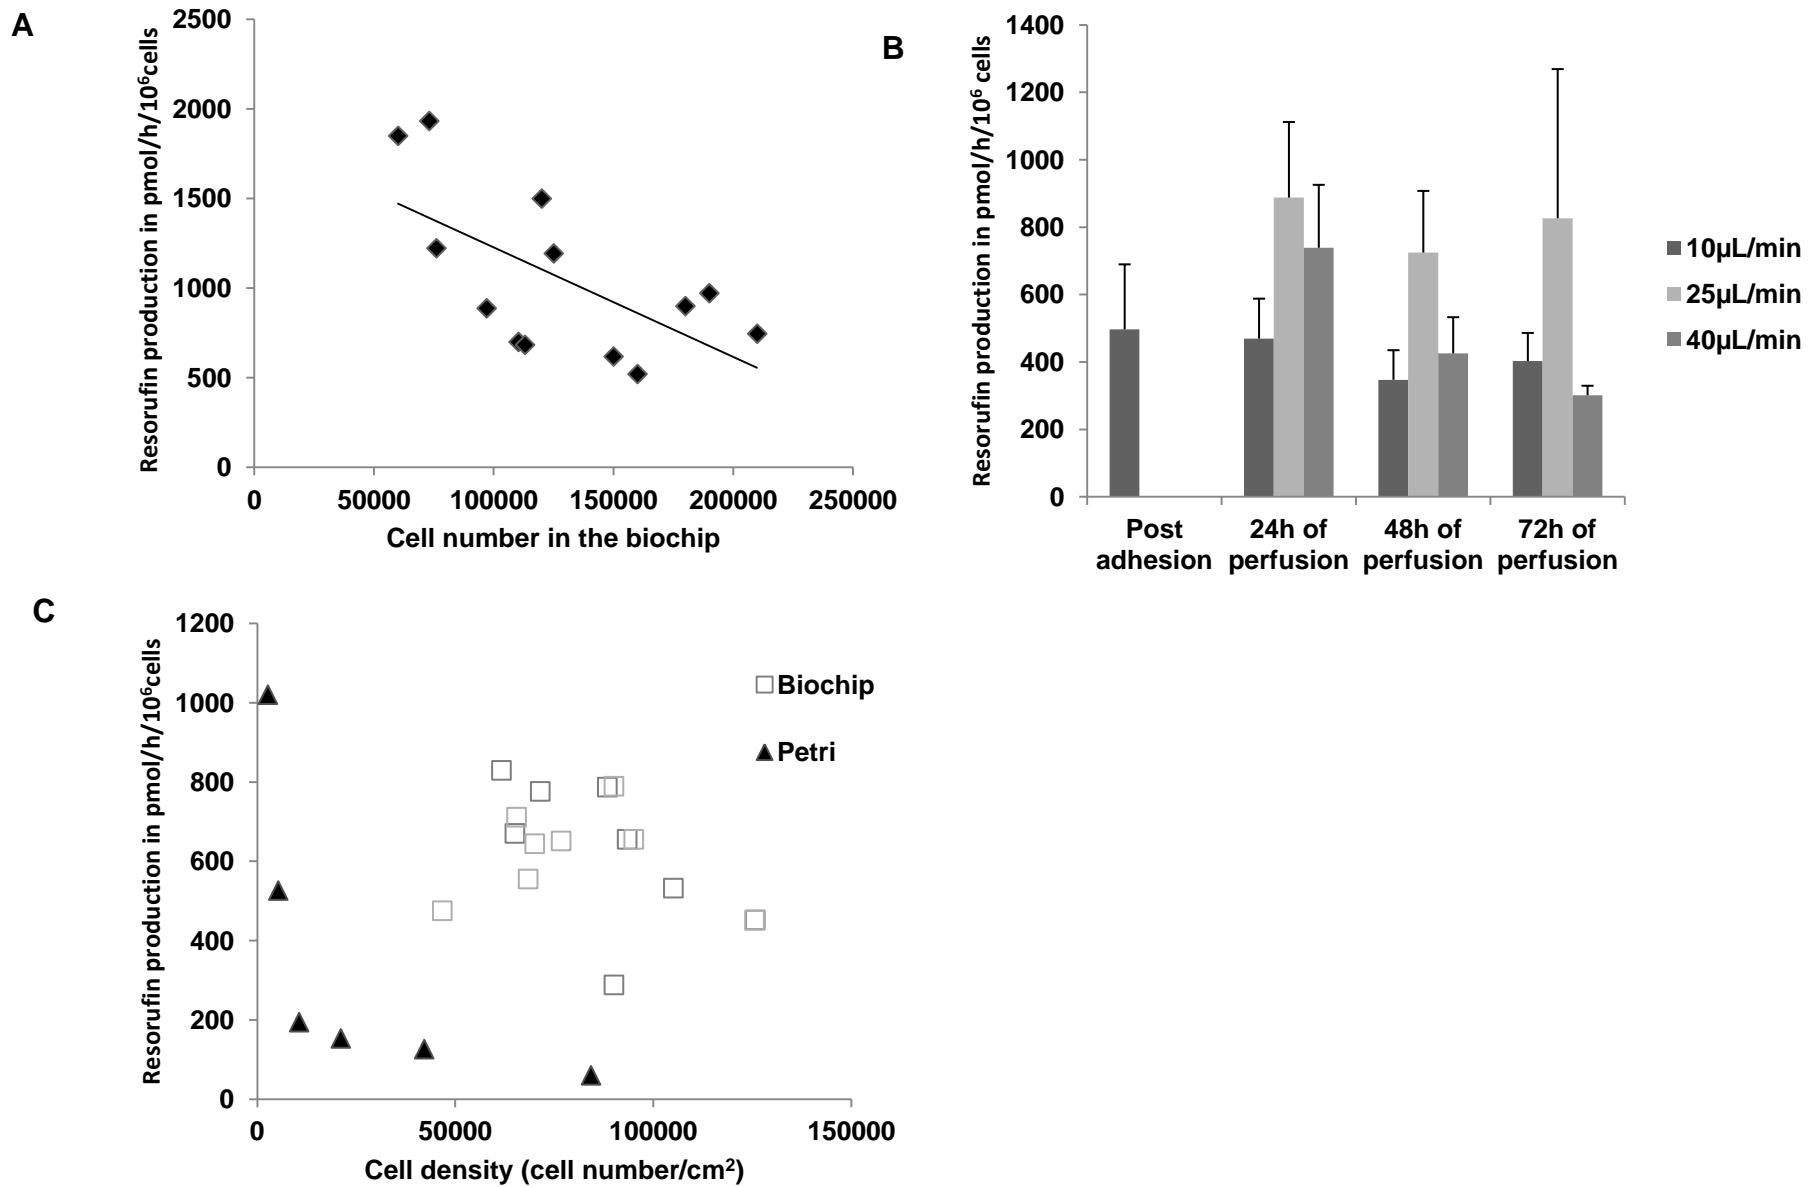 A
Resorufin production in pmol/h/10⁶cells
2500
2000
1500
1000
500
0
0 50000 100000 150000 200000 250000
Cell number in the biochip
B
Resorufin production in pmol/h/10⁶ cells
1400
1200
1000
800
600
400
200
0
Post adhesion
24h of perfusion
48h of perfusion
72h of perfusion
10µL/min
25µL/min
40µL/min
C
Resorufin production in pmol/h/10⁶cells
1200
1000
800
600
400
200
0
0 50000 100000 150000
Cell density (cell number/cm²)
Biochip
Petri